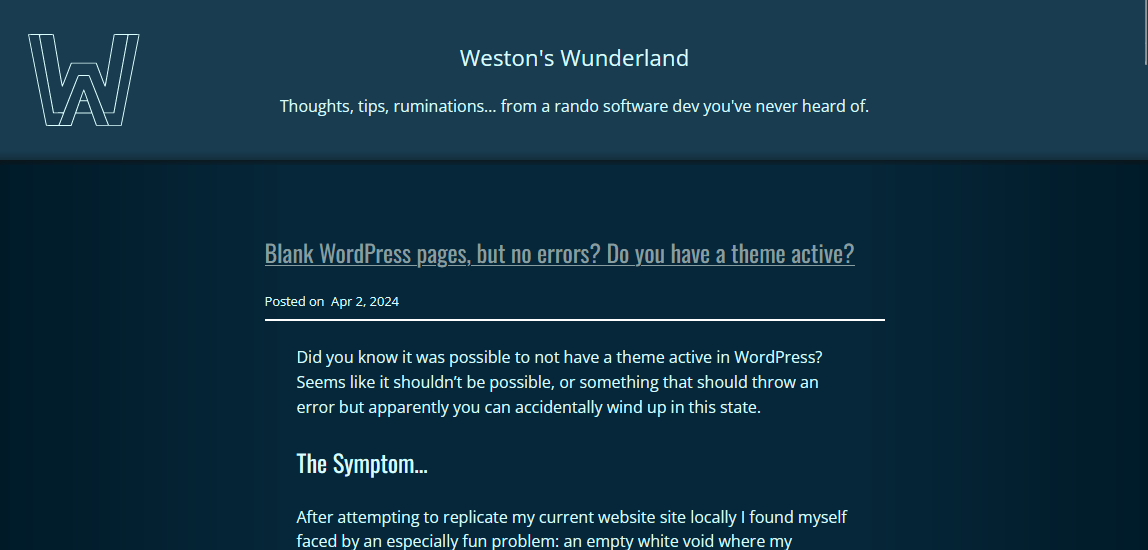 Weston's Wunderland
Thoughts, tips, ruminations... from a rando software dev you've never heard of.
Blank WordPress pages, but no errors? Do you have a theme active?
Posted on Apr 2, 2024
Did you know it was possible to not have a theme active in WordPress?
Seems like it shouldn’t be possible, or something that should throw an
error but apparently you can accidentally wind up in this state.
The Symptom…
After attempting to replicate my current website site locally I found myself
faced by an especially fun problem: an empty white void where my